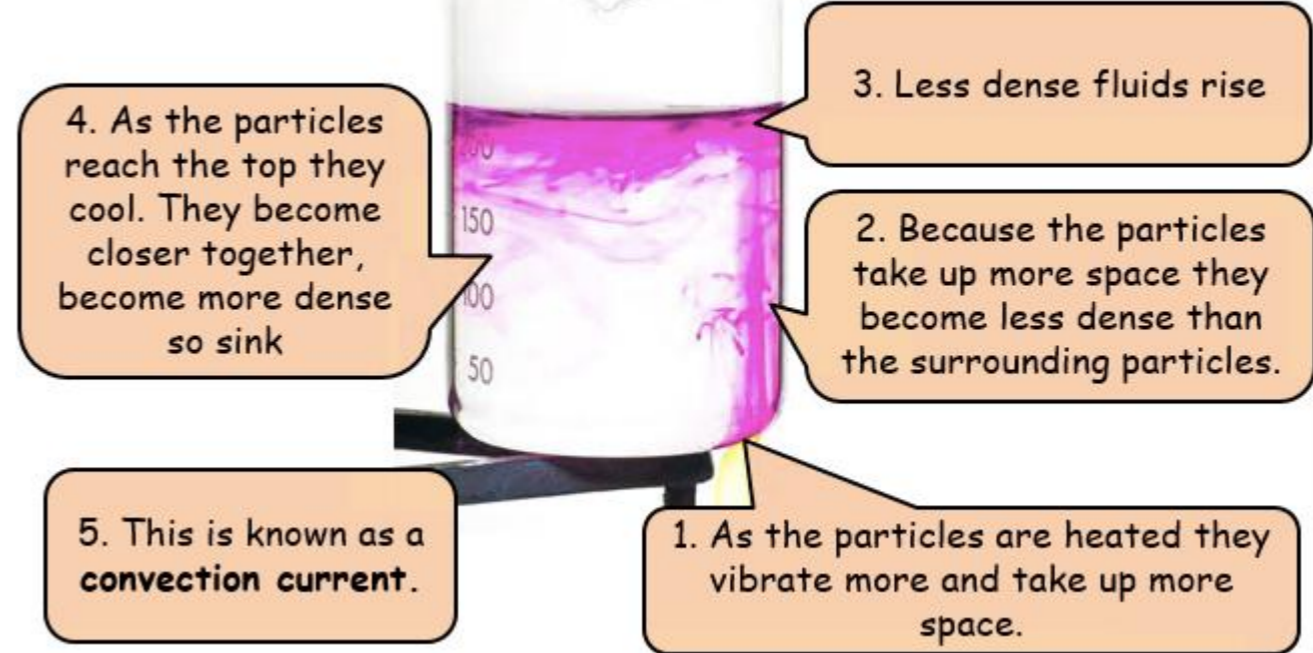 3. Less dense fluids rise
4. As the particles
reach the top they
cool. They become
closer together,
become more dense
so sink
2. Because the particles
take up more space they
become less dense than
the surrounding particles.
200
150
100
50
5. This is known as a
convection current.
1. As the particles are heated they
vibrate more and take up more
space.